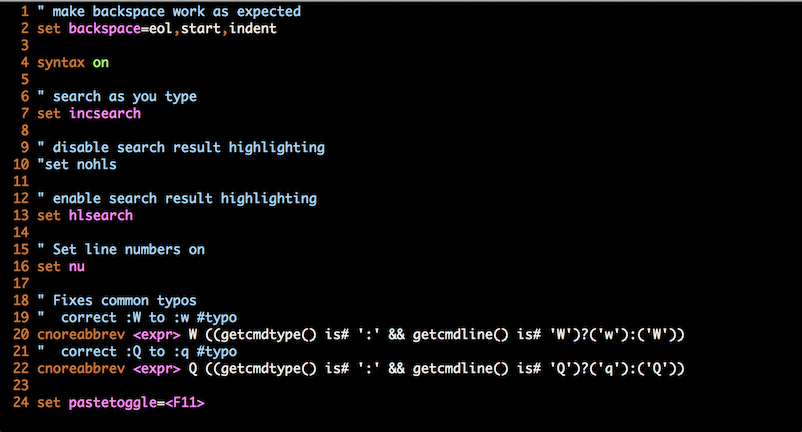 1 " make backspace work as expected
2 set backspace=eol,start,indent
3
4 syntax on
5
6 " search as you type
7 set incsearch
8
9 " disable search result highlighting
10 "set nohls
11
12 " enable search result highlighting
13 set hlsearch
14
15 " Set line numbers on
16 set nu
17
18 " Fixes common typos
19 "  correct :W to :w #typo
20 cnoreabbrev <expr> W ((getcmdtype() is# ':' && getcmdline() is# 'W')?('w'):('W'))
21 "  correct :Q to :q #typo
22 cnoreabbrev <expr> Q ((getcmdtype() is# ':' && getcmdline() is# 'Q')?('q'):('Q'))
23
24 set pastetoggle=<F11>